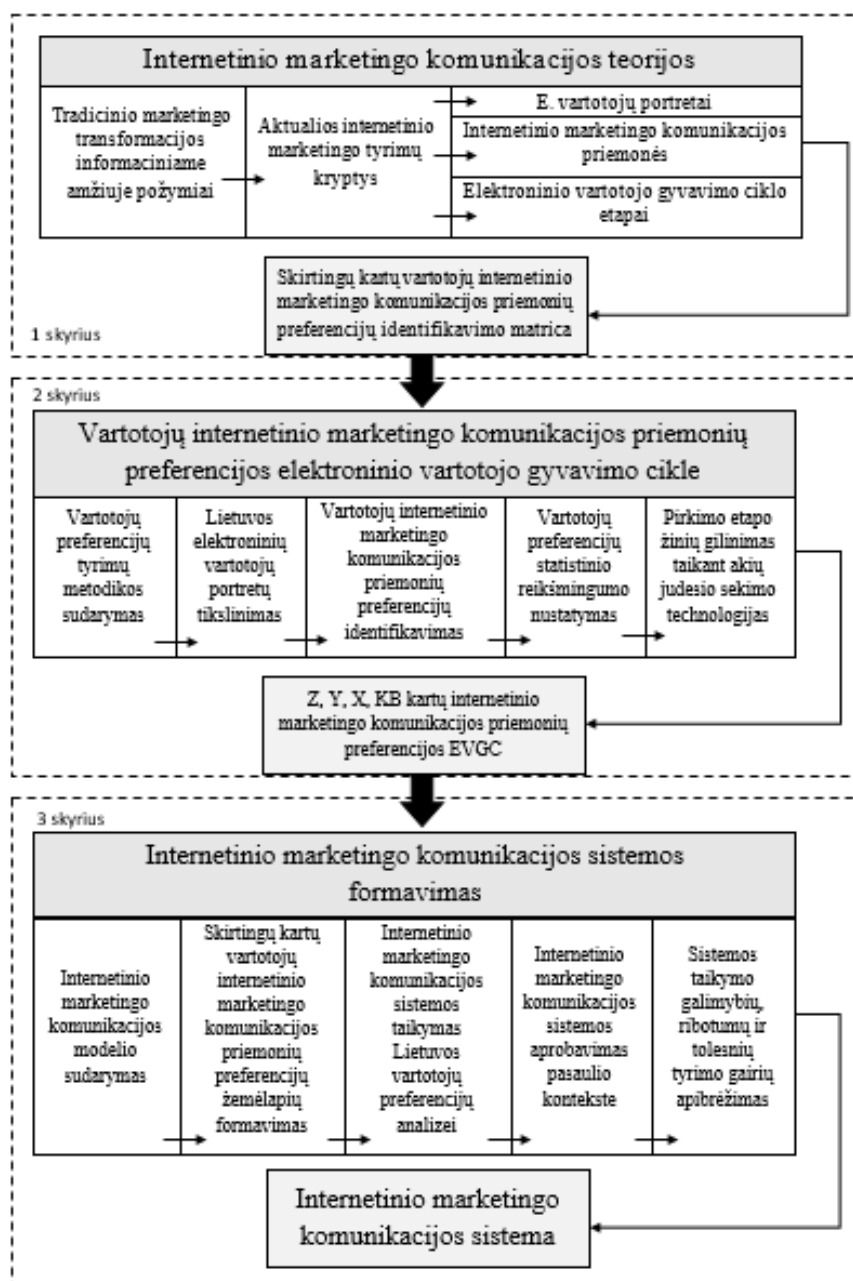 Internetinio marketingo komunikacijos teorijos
Tradicinio marketingo
transformacijos
informaciniame
amžiuje požymiai
Aktualios internetinio
marketingo tyrimų
kryptys
E. vartotojų portretai
Internetinio marketingo komunikacijos
priemonės
Elektroninio vartotojo gyvavimo ciklo
etapai
Skirtingų kartų vartotojų internetinio
marketingo komunikacijos priemonių
preferencijų identifikavimo matrica
1 skyrius
2 skyrius
Vartotojų internetinio marketingo komunikacijos priemonių
preferencijos elektroninio vartotojo gyvavimo cikle
Vartotojų
preferencijų
tyrimų
metodikos
sudarymas
Lietuvos
elektroninių
vartotojų
portretų
tikslinimas
Vartotojų internetinio
marketingo
komunikacijos
priemonių
preferencijų
identifikavimas
Vartotojų
preferencijų
statistinio
reikšmingumo
nustatymas
Pirkimo etapo
žinių gilinimas
taikant akių
judesio sekimo
technologijas
Z, Y, X, KB kartų internetinio
marketingo komunikacijos priemonių
preferencijos EVGC
3 skyrius
Internetinio marketingo komunikacijos sistemos
formavimas
Internetinio
marketingo
komunikacijos
modelio
sudarymas
Skirtingų kartų
vartotojų
internetinio
marketingo
komunikacijos
priemonių
preferencijų
žemėlapių
formavimas
Internetinio
marketingo
komunikacijos
sistemos
taikymas
Lietuvos
vartotojų
preferencijų
analizei
Internetinio
marketingo
komunikacijos
sistemos
aprobavimas
pasaulio
kontekste
Sistemos
taikymo
galimybių,
ribotumų ir
tolesnių
tyrimo gairių
apibrėžimas
Internetinio marketingo
komunikacijos sistema